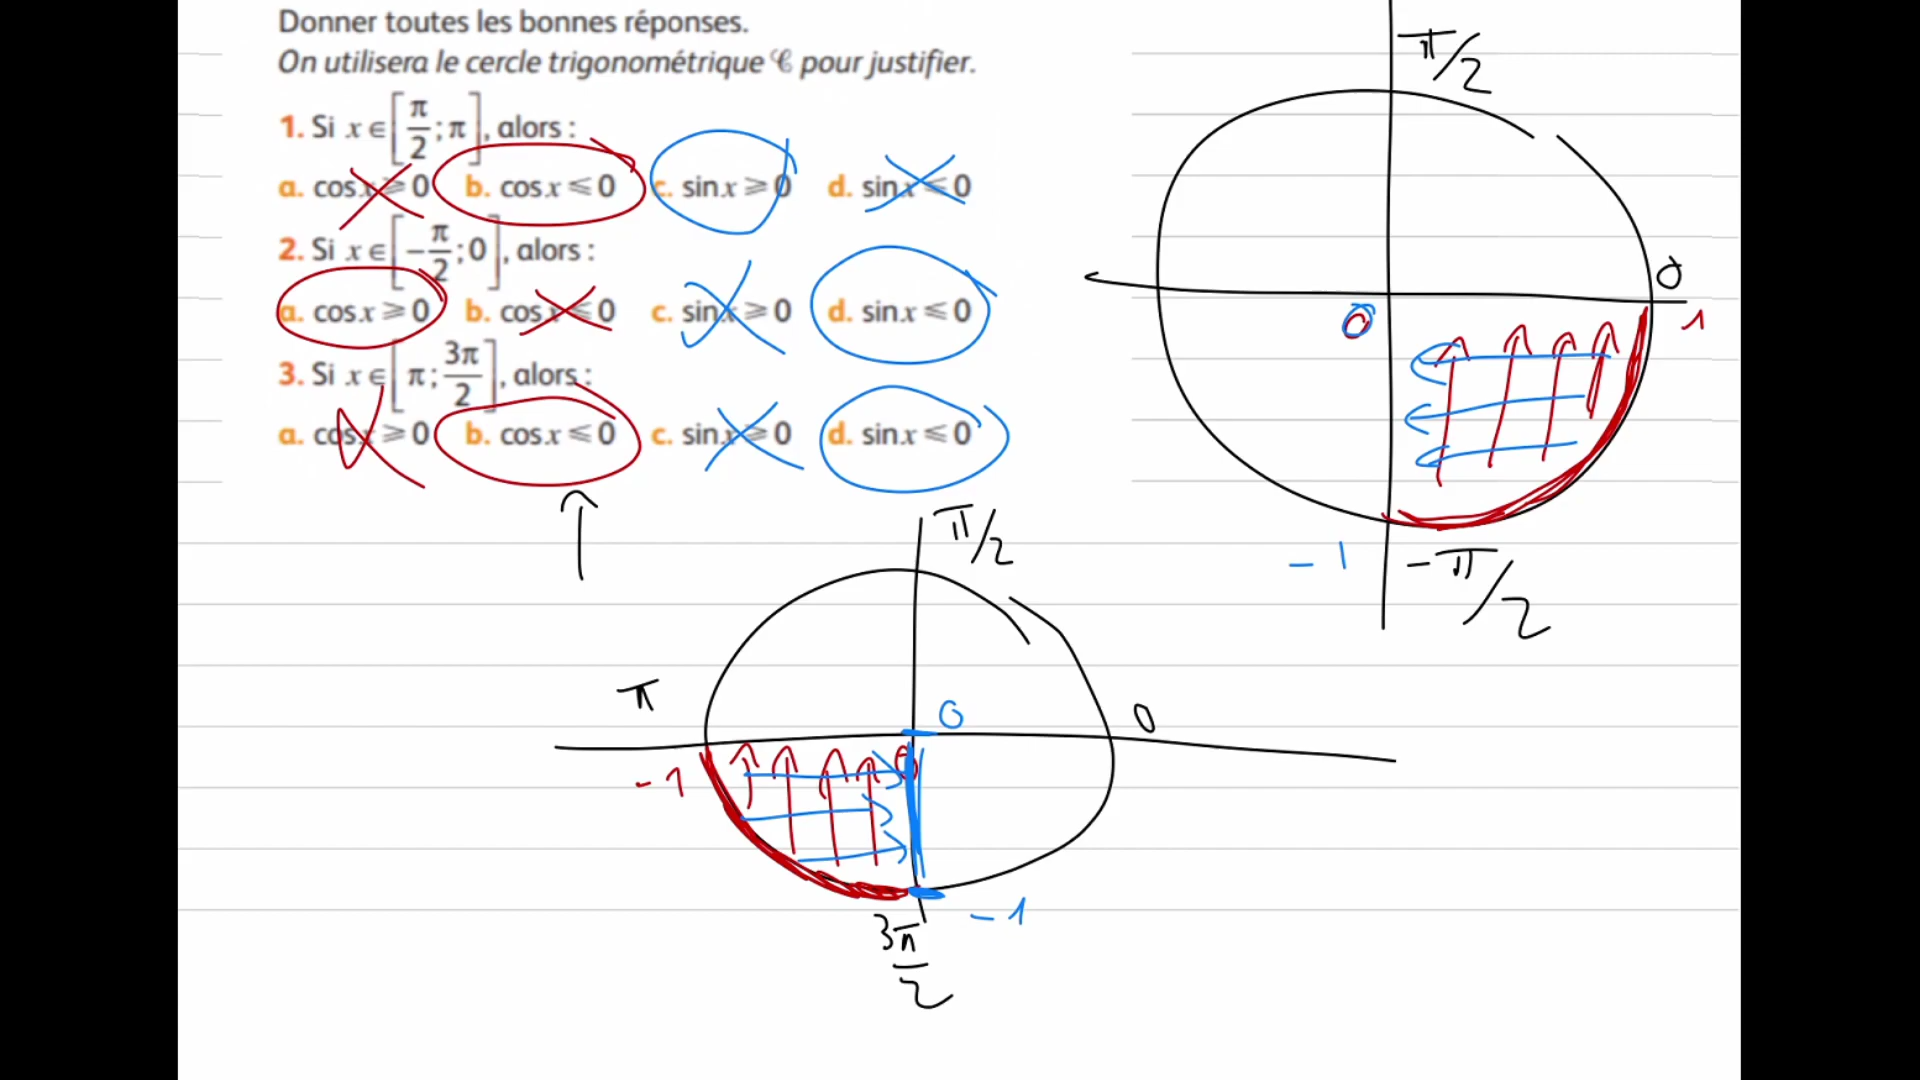 Donner toutes les bonnes réponses.
On utilisera le cercle trigonométrique 𝒞 pour justifier.
1. Si x ∈ [π/2 ; π], alors :
a. cos x ⩾ 0 b. cos x ⩽ 0 c. sin x ⩾ 0 d. sin x ⩽ 0
2. Si x ∈ [−π/2 ; 0], alors :
a. cos x ⩾ 0 b. cos x ⩽ 0 c. sin x ⩾ 0 d. sin x ⩽ 0
3. Si x ∈ [π ; 3π/2], alors :
a. cos x ⩾ 0 b. cos x ⩽ 0 c. sin x ⩾ 0 d. sin x ⩽ 0
π/2
0
0
1
-1
-π/2
π/2
π
0
0
-1
0
-1
3π/2